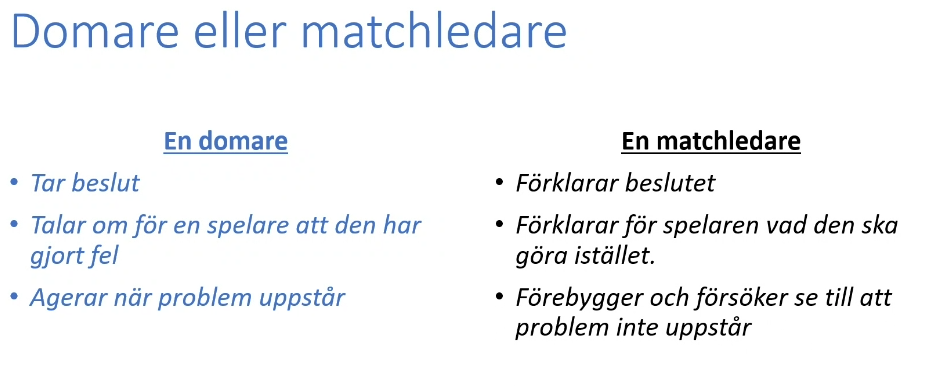 Domare eller matchledare
En domare
• Tar beslut
• Talar om för en spelare att den har
gjort fel
• Agerar när problem uppstår
En matchledare
• Förklarar beslutet
• Förklarar för spelaren vad den ska
göra istället.
• Förebygger och försöker se till att
problem inte uppstår